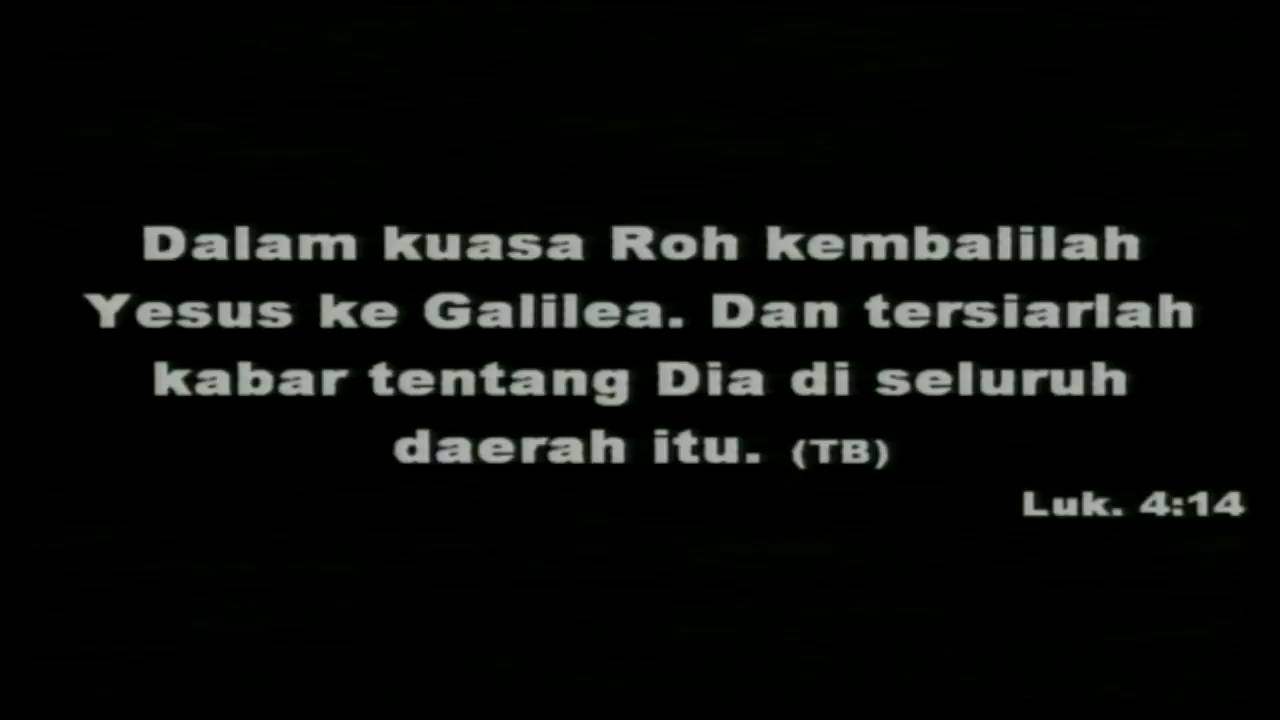 Dalam kuasa Roh kembalilah
Yesus ke Galilea. Dan tersiarlah
kabar tentang Dia di seluruh
daerah itu. (TB)
Luk. 4:14